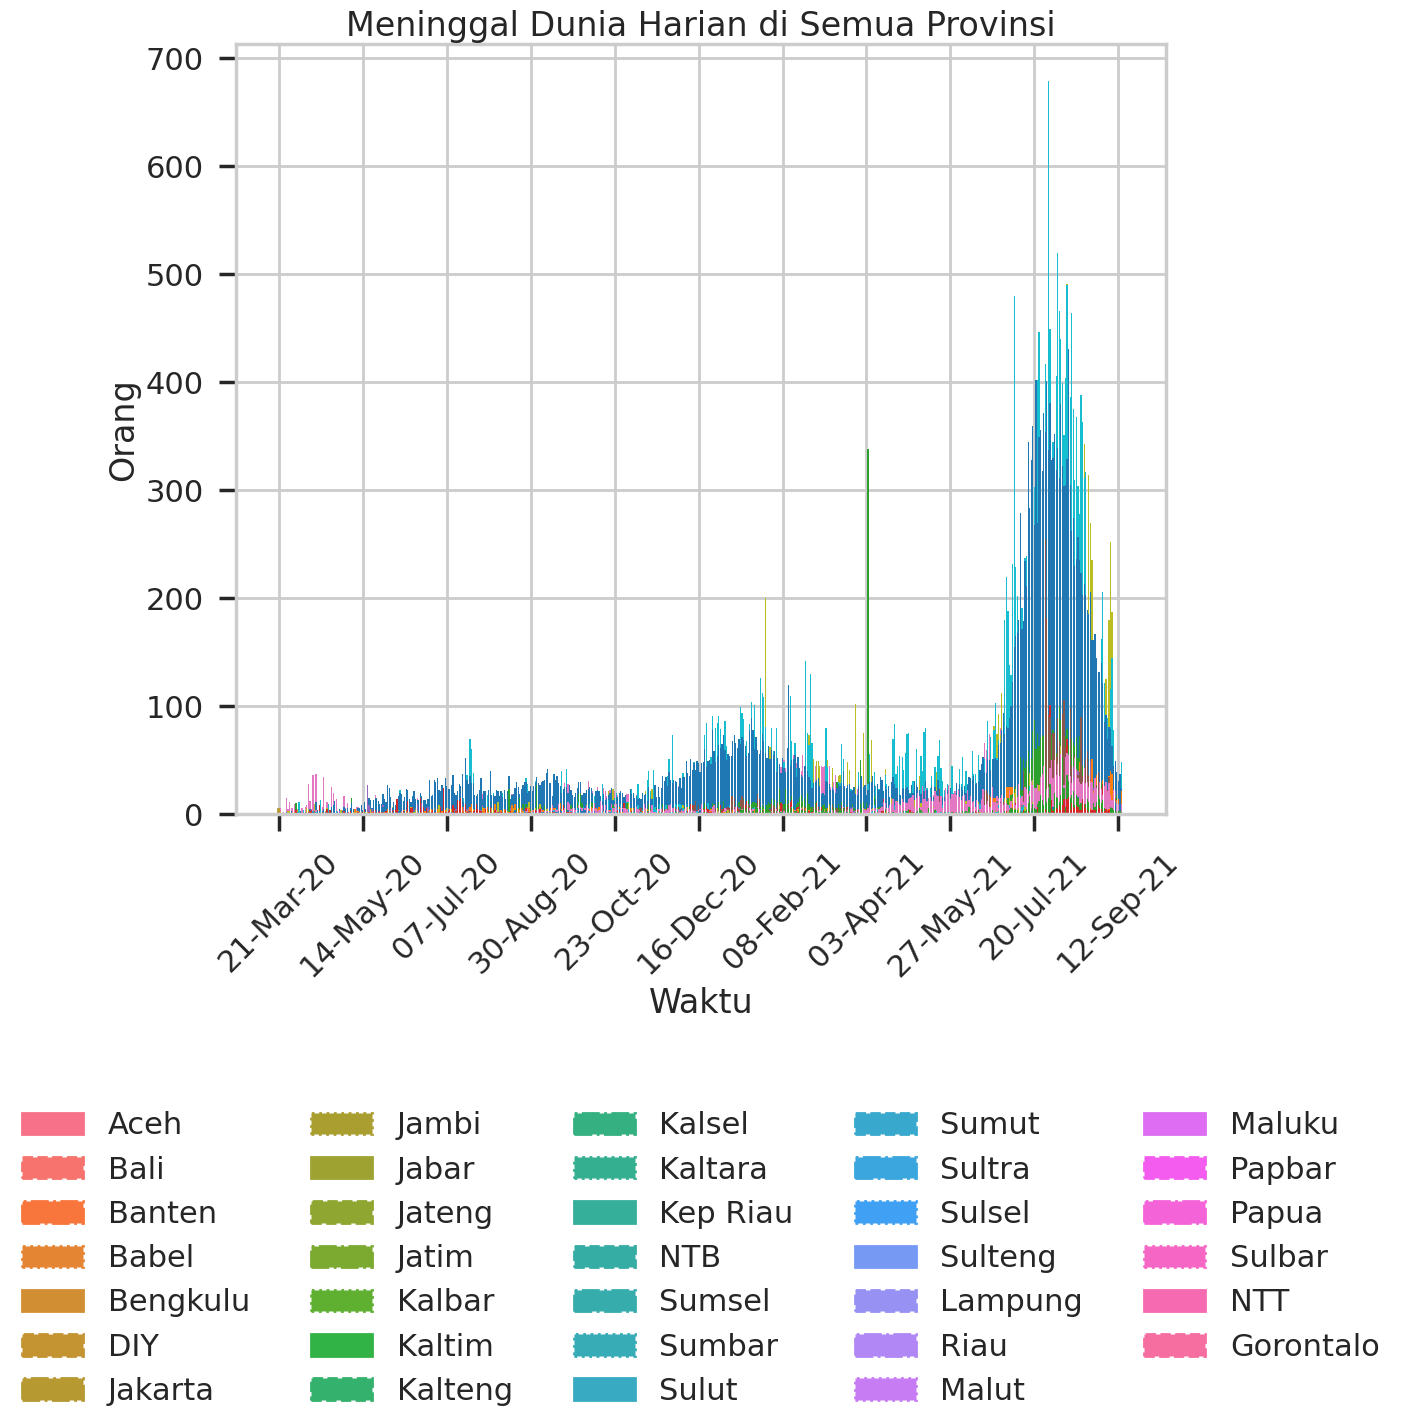 Meninggal Dunia Harian di Semua Provinsi
700
600
500
400
300
200
100
0
Orang
21-Mar-20
14-May-20
07-Jul-20
30-Aug-20
23-Oct-20
16-Dec-20
08-Feb-21
03-Apr-21
27-May-21
20-Jul-21
12-Sep-21
Waktu
Aceh
Bali
Banten
Babel
Bengkulu
DIY
Jakarta
Jambi
Jabar
Jateng
Jatim
Kalbar
Kaltim
Kalteng
Kalsel
Kaltara
Kep Riau
NTB
Sumsel
Sumbar
Sulut
Sumut
Sultra
Sulsel
Sulteng
Lampung
Riau
Malut
Maluku
Papbar
Papua
Sulbar
NTT
Gorontalo